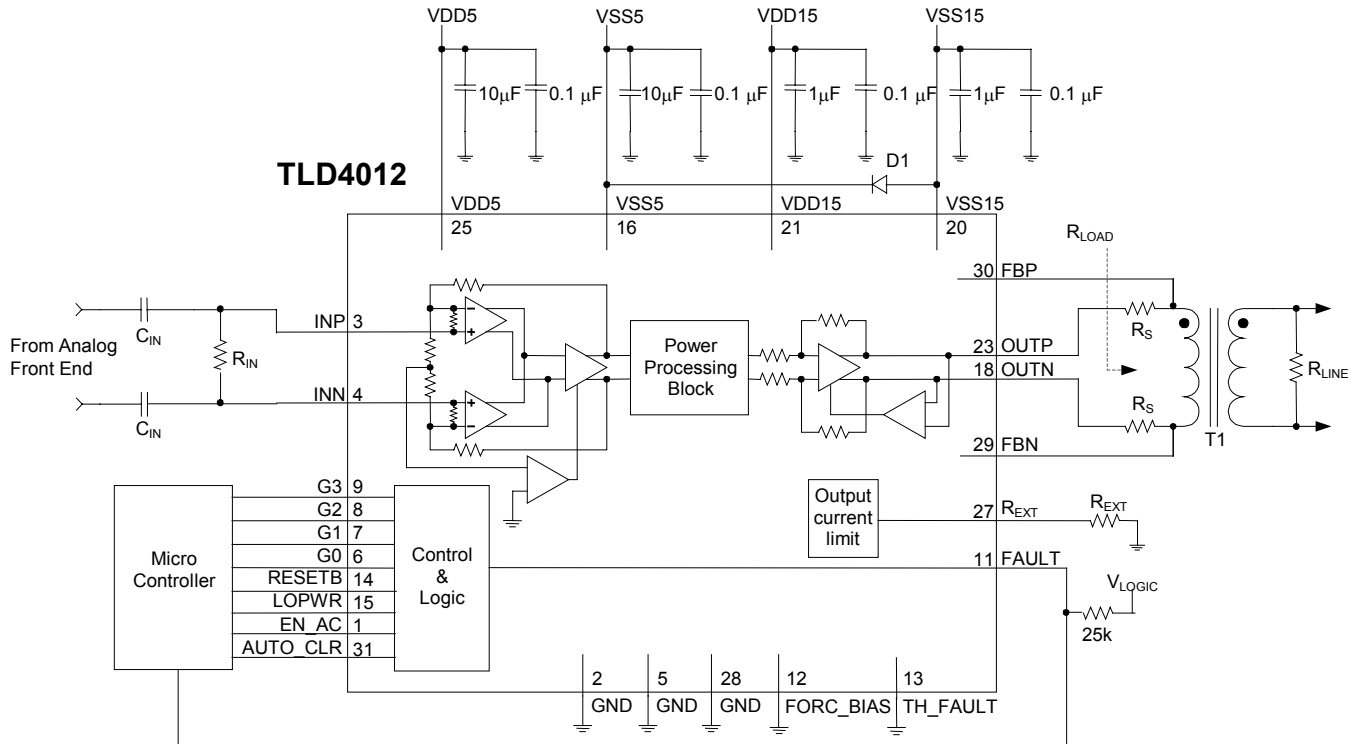 VDD5 VSS5 VDD15 VSS15
10μF 0.1 μF 10μF 0.1 μF 1μF 0.1 μF 1μF 0.1 μF
TLD4012
D1
VDD5 VSS5 VDD15 VSS15
25 16 21 20
RLOAD
30 FBP
INP 3
CIN
RS
From Analog
Front End
RIN
Power
Processing
Block
23 OUTP
18 OUTN
RLINE
INN 4
CIN
RS
T1
29 FBN
G3 9
G2 8
G1 7
G0 6
RESETB 14
LOPWR 15
EN_AC 1
AUTO_CLR 31
Micro
Controller
Control
&
Logic
Output
current
limit
27 REXT
REXT
11 FAULT
VLOGIC
25k
2 5 28 12 13
GND GND GND FORC_BIAS TH_FAULT